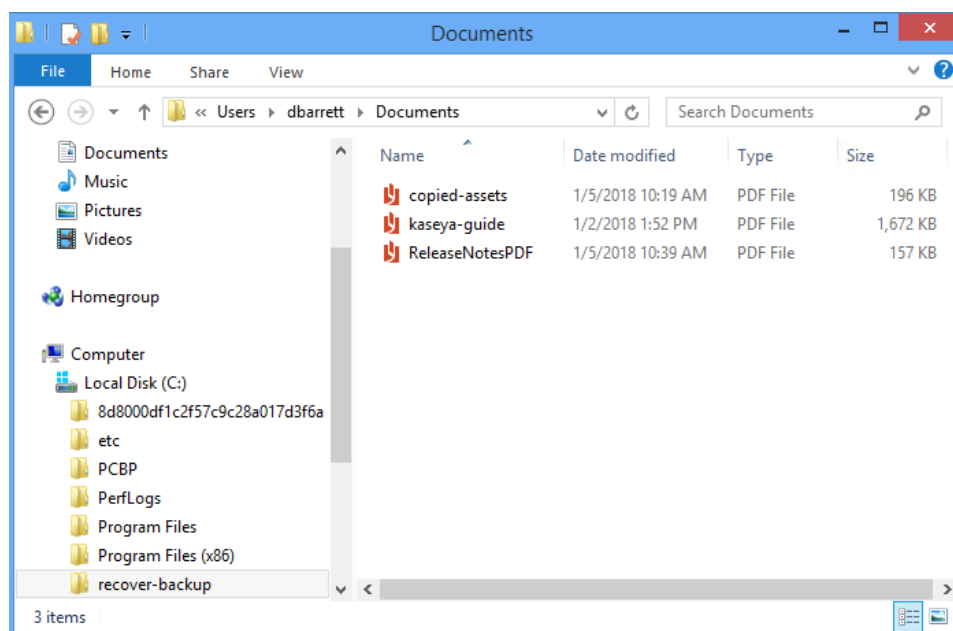 Documents
File Home Share View
« Users Documents dbarrett Documents Search Documents
Documents
Music
Pictures
Videos
Homegroup
Computer
Local Disk (C:)
8d8000df1c2f57c9c28a017d3f6a
etc
PCBP
PerfLogs
Program Files
Program Files (x86)
recover-backup
Name Date modified Type Size
copied-assets 1/5/2018 10:19 AM PDF File 196 KB
kaseya-guide 1/2/2018 1:52 PM PDF File 1,672 KB
ReleaseNotesPDF 1/5/2018 10:39 AM PDF File 157 KB
3 items